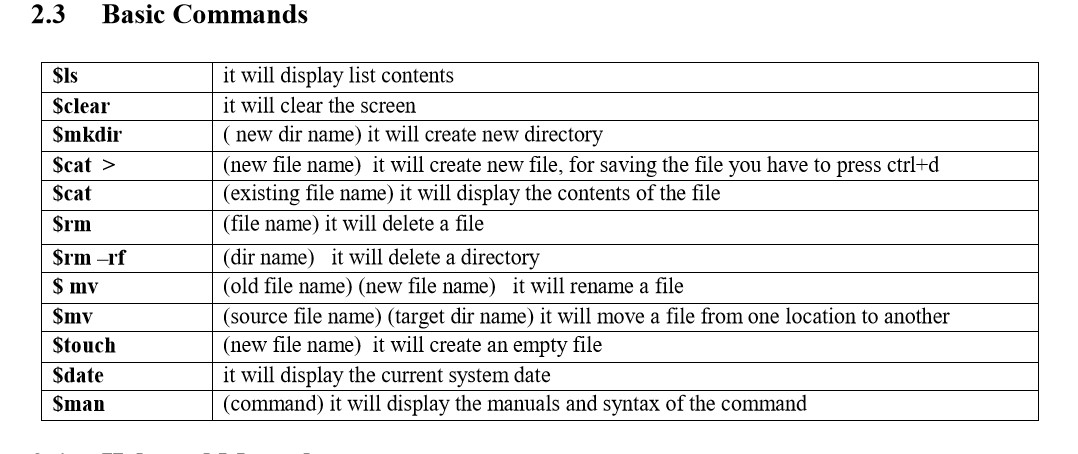 2.3 Basic Commands
$ls it will display list contents
$clear it will clear the screen
$mkdir ( new dir name) it will create new directory
$cat > (new file name) it will create new file, for saving the file you have to press ctrl+d
$cat (existing file name) it will display the contents of the file
$rm (file name) it will delete a file
$rm –rf (dir name) it will delete a directory
$ mv (old file name) (new file name) it will rename a file
$mv (source file name) (target dir name) it will move a file from one location to another
$touch (new file name) it will create an empty file
$date it will display the current system date
$man (command) it will display the manuals and syntax of the command